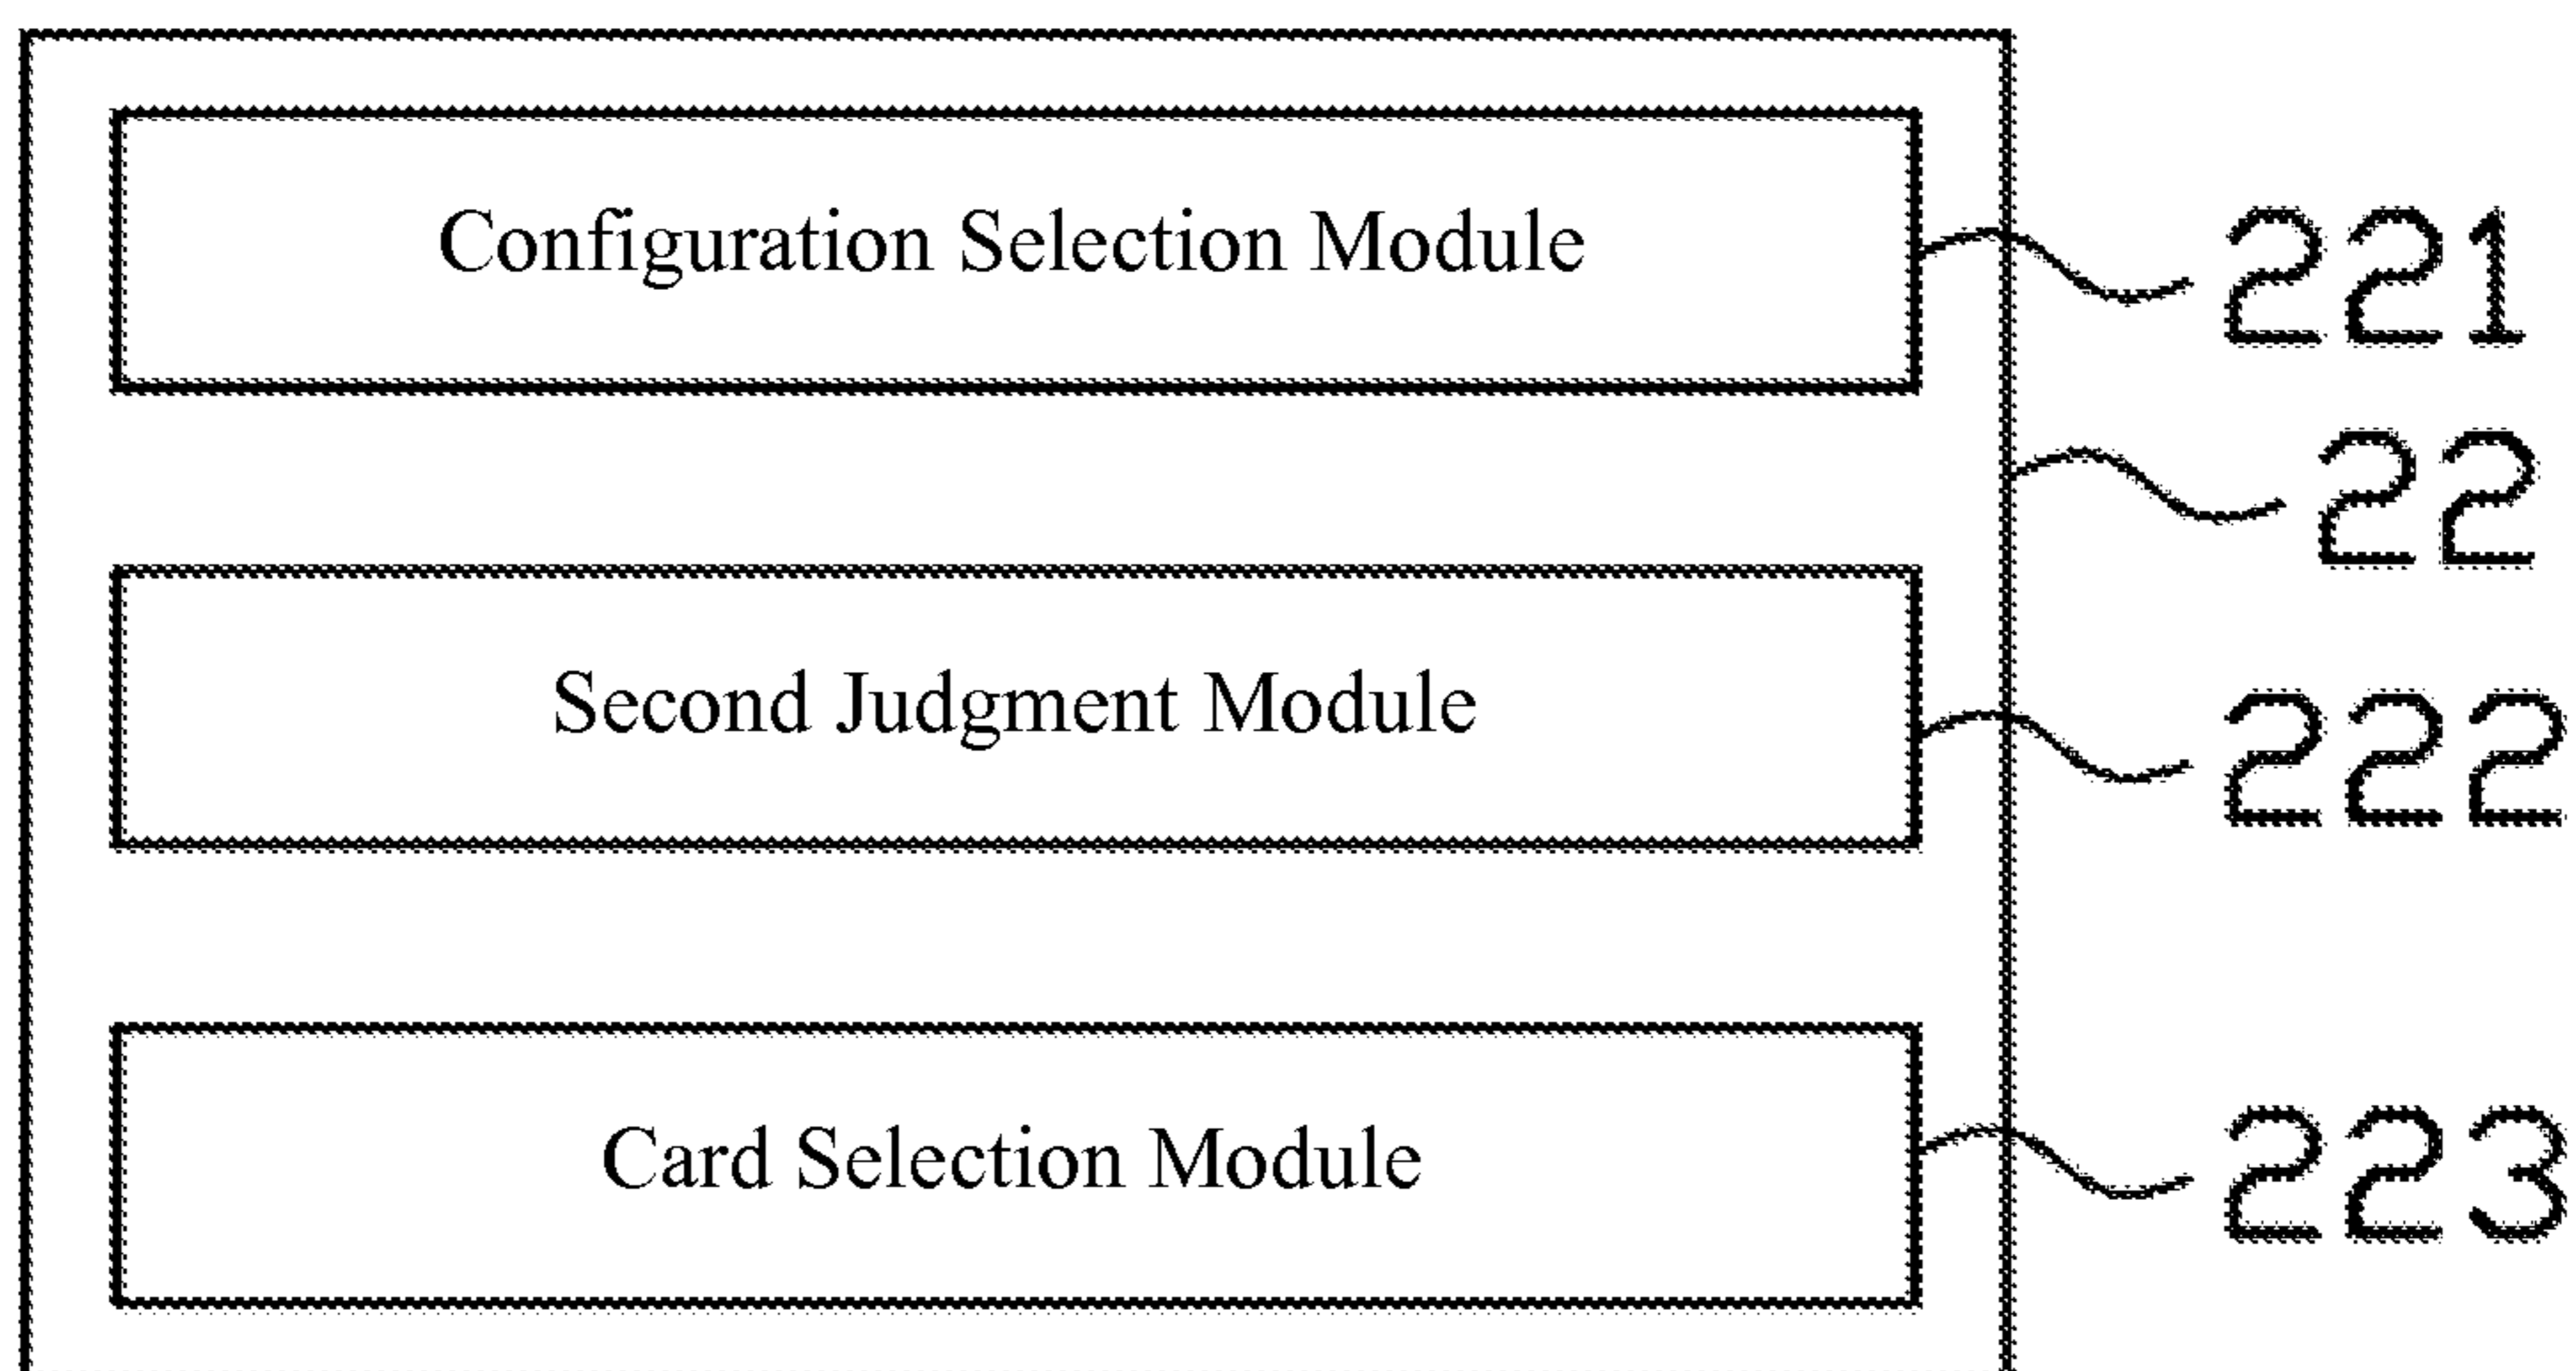 Configuration Selection Module
221
22
Second Judgment Module
222
Card Selection Module
223